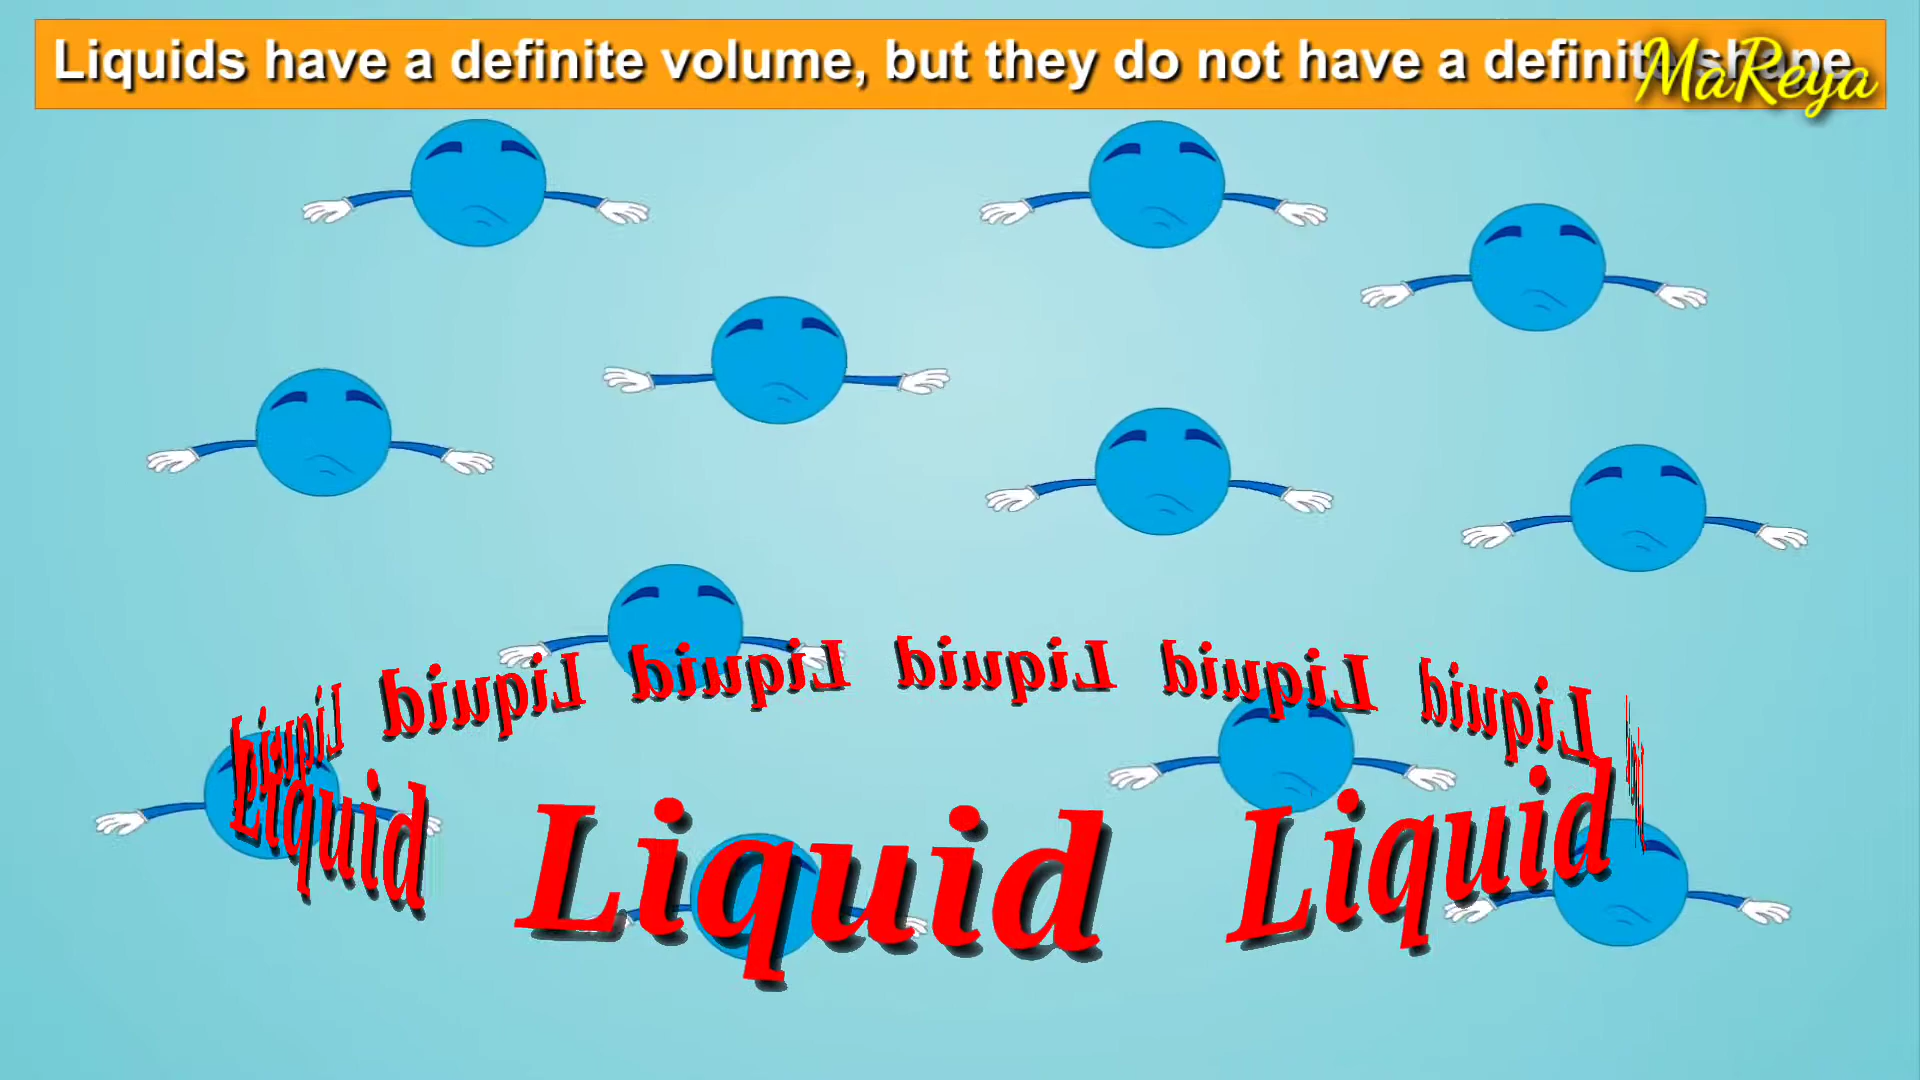 Liquids have a definite volume, but they do not have a definite shape.
MaReya
Liquid Liquid Liquid Liquid Liquid Liquid
Liquid Liquid Liquid